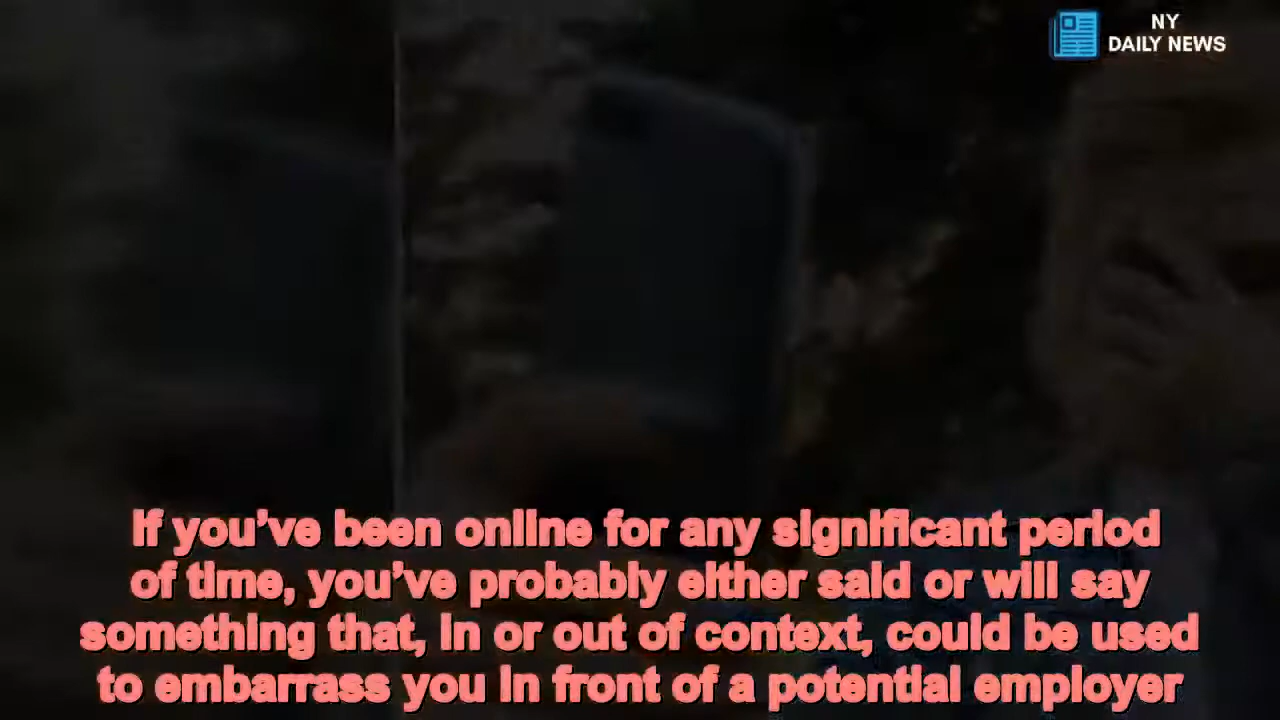 NY
DAILY NEWS
If you’ve been online for any significant period
of time, you’ve probably either said or will say
something that, in or out of context, could be used
to embarrass you in front of a potential employer